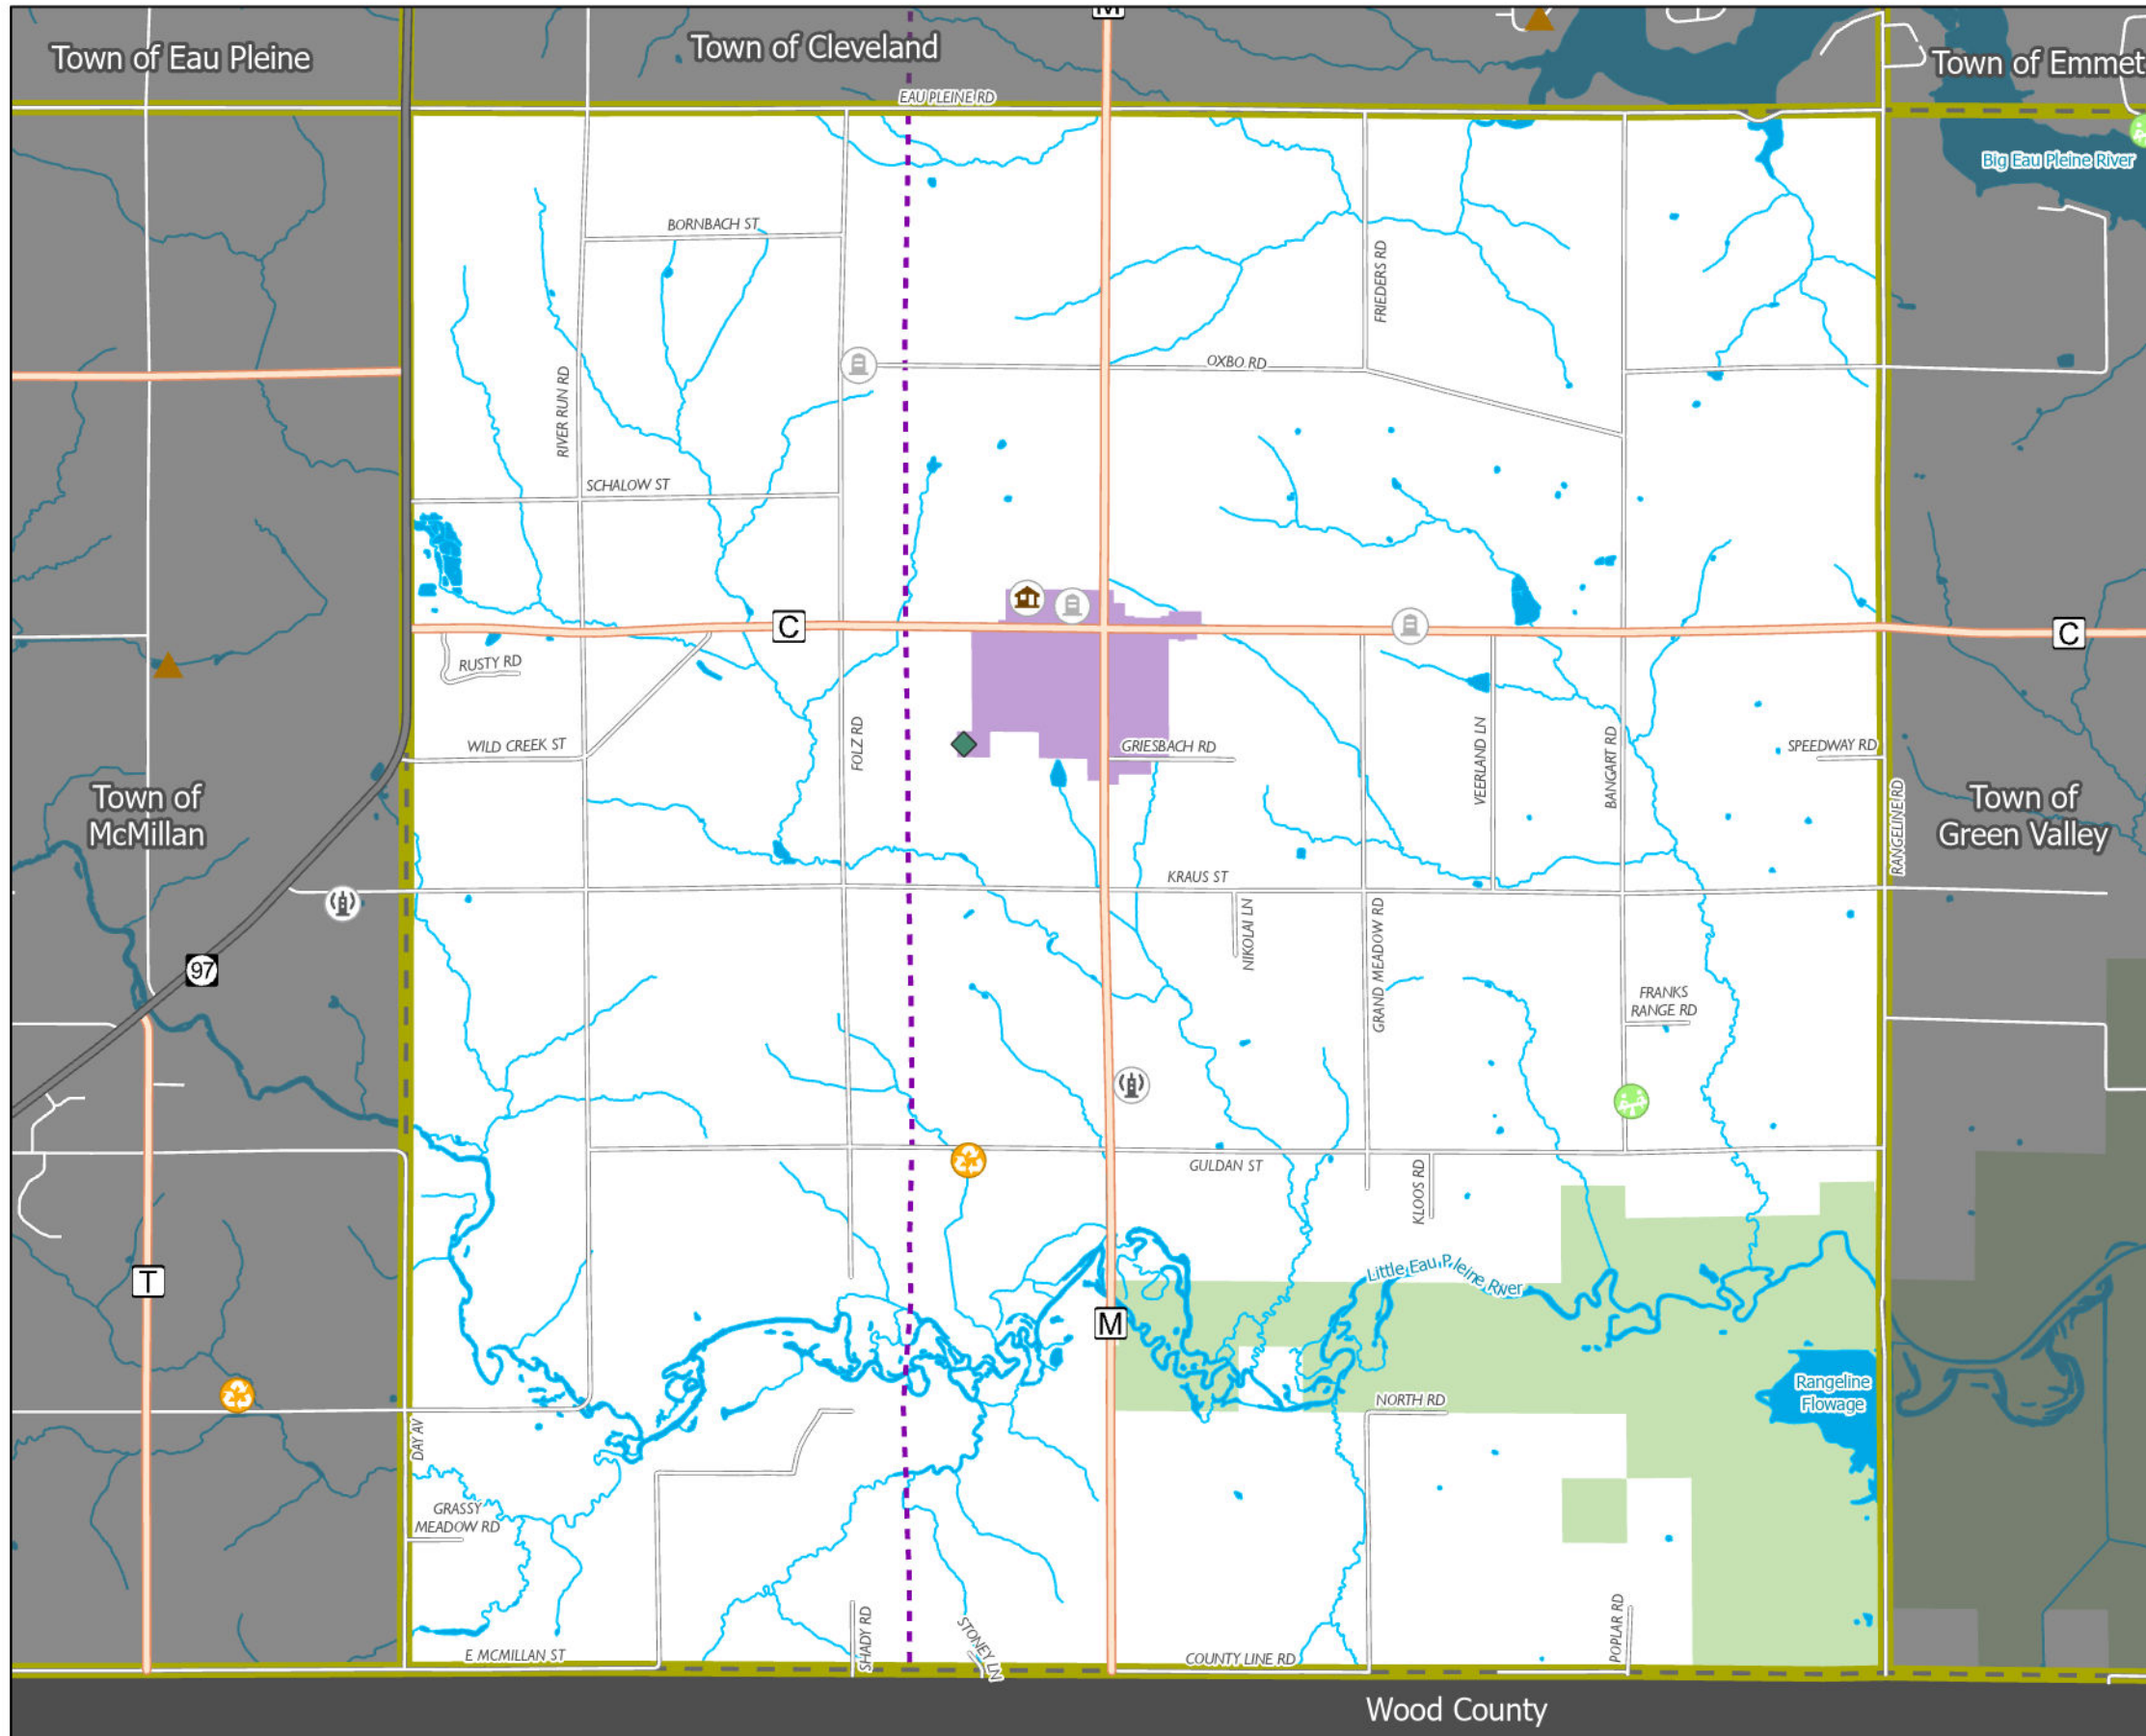 M
Town of Eau Pleine
Town of Cleveland
Town of Emmet
EAU PLEINE RD
Big Eau Pleine River
BORNBACH ST
FRIEDERS RD
OXBO RD
RIVER RUN RD
SCHALOW ST
C
C
RUSTY RD
WILD CREEK ST
FOLZ RD
GRIESBACH RD
VEERLAND LN
BANGART RD
SPEEDWAY RD
RANGELINE RD
Town of
McMillan
Town of
Green Valley
KRAUS ST
NIKOLAI LN
GRAND MEADOW RD
97
FRANKS
RANGE RD
GULDAN ST
KLOOS RD
T
Little Eau Pleine River
M
Rangeline
Flowage
NORTH RD
DAY AV
GRASSY
MEADOW RD
SHADY RD
STONEY LN
POPLAR RD
E MCMILLAN ST
COUNTY LINE RD
Wood County